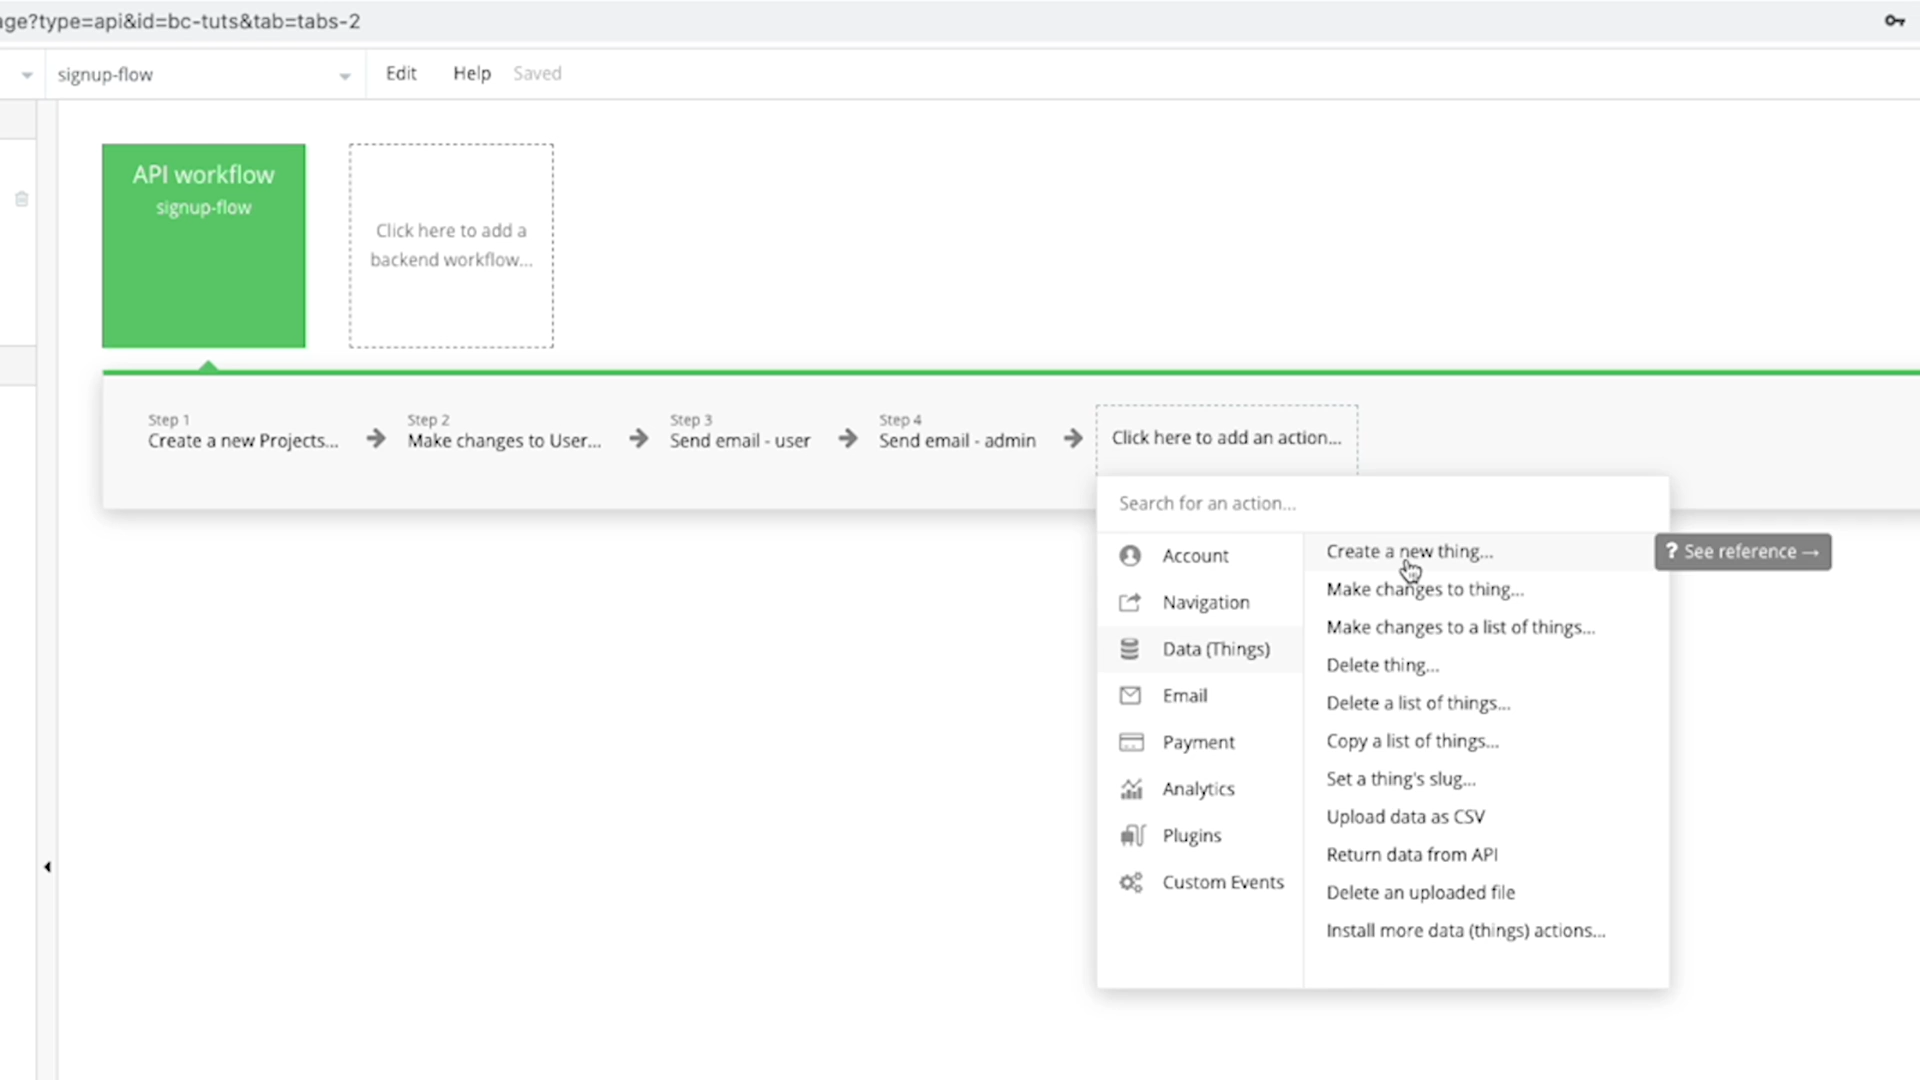 age?type=api&id=bc-tuts&tab=tabs-2
signup-flow
Edit
Help
Saved
API workflow
signup-flow
Click here to add a
backend workflow...
Step 1
Create a new Projects...
Step 2
Make changes to User...
Step 3
Send email - user
Step 4
Send email - admin
Click here to add an action...
Search for an action...
Account
Navigation
Data (Things)
Email
Payment
Analytics
Plugins
Custom Events
Create a new thing...
Make changes to thing...
Make changes to a list of things...
Delete thing...
Delete a list of things...
Copy a list of things...
Set a thing's slug...
Upload data as CSV
Return data from API
Delete an uploaded file
Install more data (things) actions...
? See reference →